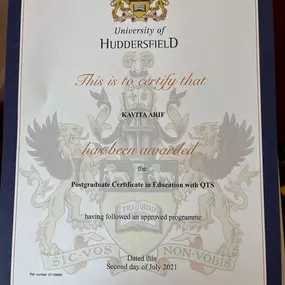 University of
HUDDERSFIELD
This is to certify that
KAVITA ARIF
has been awarded
the
Postgraduate Certificate in Education with QTS
having followed an approved programme
SIC·VOS NON·VOBIS
Dated this
Second day of July 2021